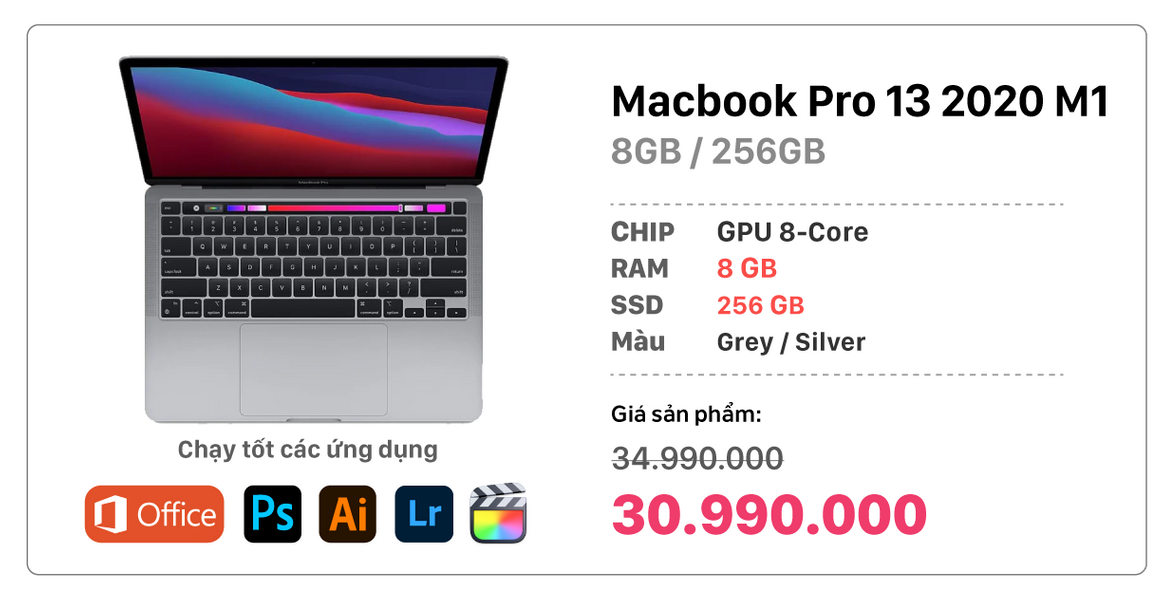 Macbook Pro 13 2020 M1
8GB / 256GB
CHIP GPU 8-Core
RAM 8 GB
SSD 256 GB
Màu Grey / Silver
Giá sản phẩm:
34.990.000
30.990.000
Chạy tốt các ứng dụng
Office Ps Ai Lr